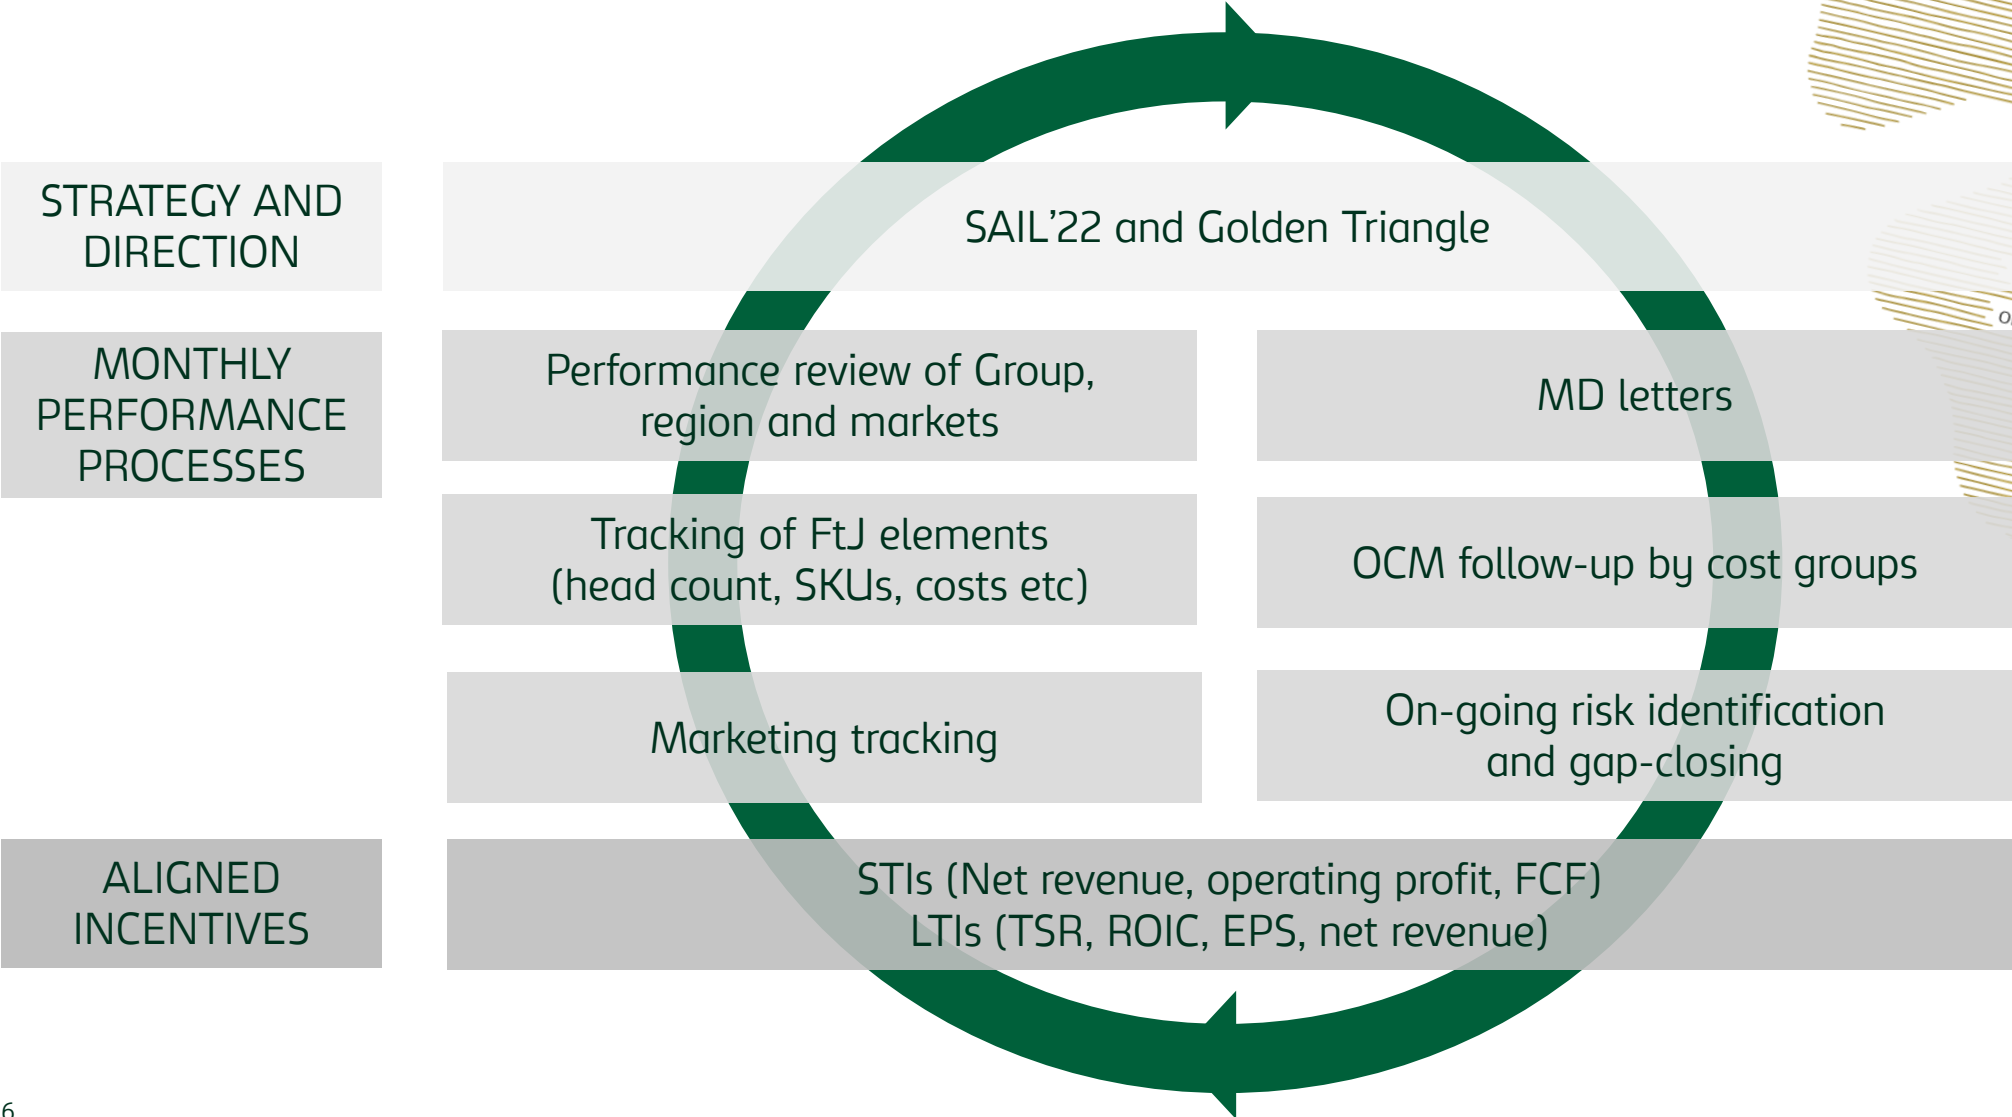 STRATEGY AND
DIRECTION
SAIL’22 and Golden Triangle
MONTHLY
PERFORMANCE
PROCESSES
Performance review of Group,
region and markets
MD letters
Tracking of FtJ elements
(head count, SKUs, costs etc)
OCM follow-up by cost groups
Marketing tracking
On-going risk identification
and gap-closing
ALIGNED
INCENTIVES
STIs (Net revenue, operating profit, FCF)
LTIs (TSR, ROIC, EPS, net revenue)
6